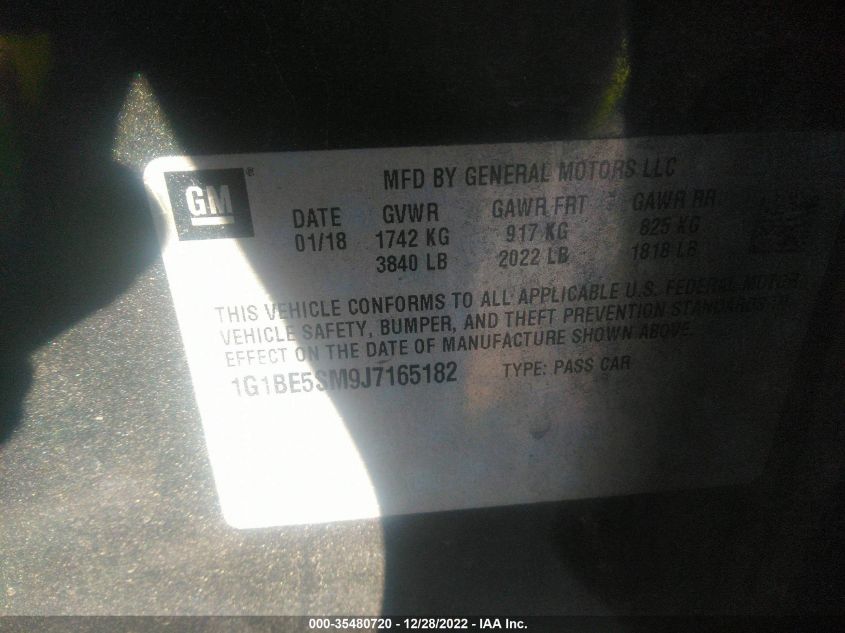 GM®
MFD BY GENERAL MOTORS LLC
DATE GVWR GAWR FRT GAWR RR
01/18 1742 KG 917 KG 825 KG
3840 LB 2022 LB 1818 LB
THIS VEHICLE CONFORMS TO ALL APPLICABLE U.S. FEDERAL MOTOR
VEHICLE SAFETY, BUMPER, AND THEFT PREVENTION STANDARDS IN
EFFECT ON THE DATE OF MANUFACTURE SHOWN ABOVE.
1G1BE5SM9J7165182 TYPE: PASS CAR
000-35480720 - 12/28/2022 - IAA Inc.